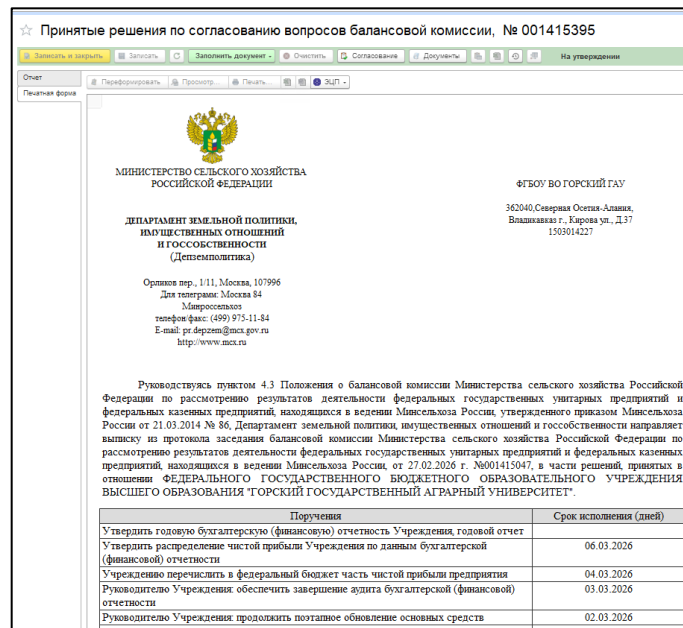 Принятые решения по согласованию вопросов балансовой комиссии, № 001415395
Записать и закрыть Записать Заполнить документ Очистить Согласование Документы На утверждении
Отчет
Печатная форма
Переформировать Просмотр... Печать... ЭЦП
МИНИСТЕРСТВО СЕЛЬСКОГО ХОЗЯЙСТВА
РОССИЙСКОЙ ФЕДЕРАЦИИ
ДЕПАРТАМЕНТ ЗЕМЕЛЬНОЙ ПОЛИТИКИ,
ИМУЩЕСТВЕННЫХ ОТНОШЕНИЙ
И ГОССОБСТВЕННОСТИ
(Депземполитика)
Орликов пер., 1/11, Москва, 107996
Для телеграмм: Москва 84
Минроссельхоз
телефон/факс: (499) 975-11-84
E-mail: pr.depzem@mcx.gov.ru
http://www.mcx.ru
ФГБОУ ВО ГОРСКИЙ ГАУ
362040,Северная Осетия-Алания,
Владикавказ г., Кирова ул., Д.37
1503014227
Руководствуясь пунктом 4.3 Положения о балансовой комиссии Министерства сельского хозяйства Российской
Федерации по рассмотрению результатов деятельности федеральных государственных унитарных предприятий и
федеральных казенных предприятий, находящихся в ведении Минсельхоза России, утвержденного приказом Минсельхоза
России от 21.03.2014 № 86, Департамент земельной политики, имущественных отношений и госсобственности направляет
выписку из протокола заседания балансовой комиссии Министерства сельского хозяйства Российской Федерации по
рассмотрению результатов деятельности федеральных государственных унитарных предприятий и федеральных казенных
предприятий, находящихся в ведении Минсельхоза России, от 27.02.2026 г. №001415047, в части решений, принятых в
отношении ФЕДЕРАЛЬНОГО ГОСУДАРСТВЕННОГО БЮДЖЕТНОГО ОБРАЗОВАТЕЛЬНОГО УЧРЕЖДЕНИЯ
ВЫСШЕГО ОБРАЗОВАНИЯ "ГОРСКИЙ ГОСУДАРСТВЕННЫЙ АГРАРНЫЙ УНИВЕРСИТЕТ".
Поручения Срок исполнения (дней)
Утвердить годовую бухгалтерскую (финансовую) отчетность Учреждения, годовой отчет
Утвердить распределение чистой прибыли Учреждения по данным бухгалтерской
(финансовой) отчетности 06.03.2026
Учреждению перечислить в федеральный бюджет часть чистой прибыли предприятия 04.03.2026
Руководителю Учреждения: обеспечить завершение аудита бухгалтерской (финансовой)
отчетности 03.03.2026
Руководителю Учреждения: продолжить поэтапное обновление основных средств 02.03.2026